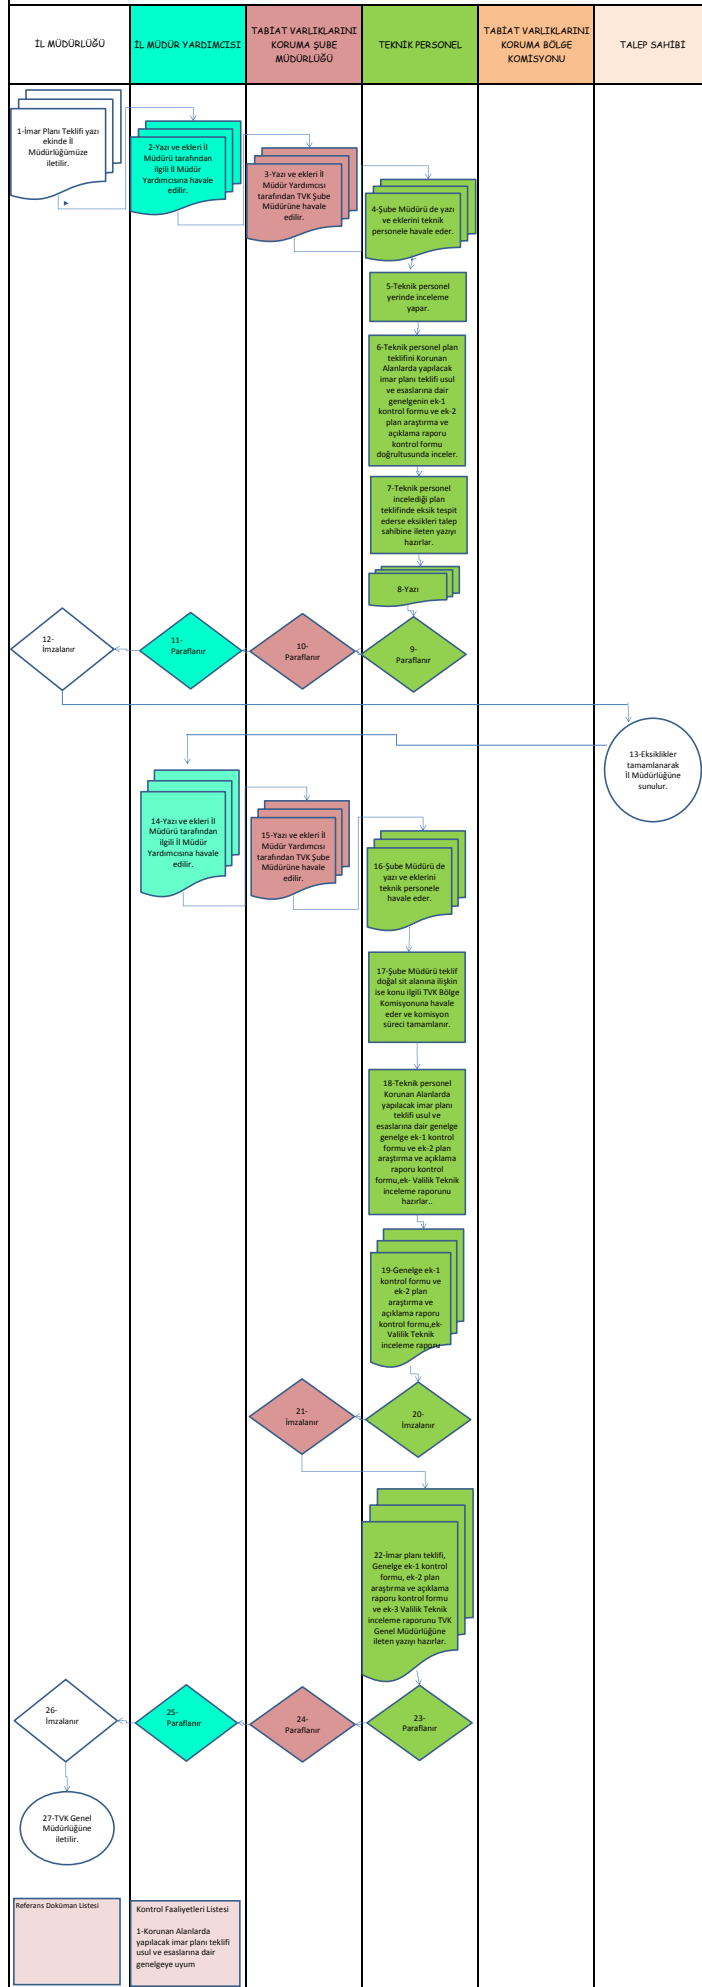 İL MÜDÜRLÜĞÜ
İL MÜDÜR YARDIMCISI
TABİAT VARLIKLARINI
KORUMA ŞUBE
MÜDÜRLÜĞÜ
TEKNİK PERSONEL
TABİAT VARLIKLARINI
KORUMA BÖLGE
KOMİSYONU
TALEP SAHİBİ
1-İmar Planı Teklifi yazı
ekinde İl
Müdürlüğümüze
iletilir.
2-Yazı ve ekleri İl
Müdürü tarafından
ilgili İl Müdür
Yardımcısına havale
edilir.
3-Yazı ve ekleri İl
Müdür Yardımcısı
tarafından TVK Şube
Müdürüne havale
edilir.
4-Şube Müdürü de yazı
ve eklerini teknik
personele havale eder.
5-Teknik personel
yerinde inceleme
yapar.
6-Teknik personel plan
teklifini Korunan
Alanlarda yapılacak
imar planı teklifi usul
ve esaslarına dair
genelgenin ek-1
kontrol formu ve ek-2
plan araştırma ve
açıklama raporu
kontrol formu
doğrultusunda inceler.
7-Teknik personel
incelediği plan
teklifinde eksik tespit
ederse eksikleri talep
sahibine ileten yazıyı
hazırlar.
8-Yazı
9-
Paraflanır
10-
Paraflanır
11-
Paraflanır
12-
İmzalanır
13-Eksiklikler
tamamlanarak
İl Müdürlüğüne
sunulur.
14-Yazı ve ekleri İl
Müdürü tarafından
ilgili İl Müdür
Yardımcısına havale
edilir.
15-Yazı ve ekleri İl
Müdür Yardımcısı
tarafından TVK Şube
Müdürüne havale
edilir.
16-Şube Müdürü de
yazı ve eklerini
teknik personele
havale eder.
17-Şube Müdürü teklif
doğal sit alanına ilişkin
ise konu ilgili TVK Bölge
Komisyonuna havale
eder ve komisyon
süreci tamamlanır.
18-Teknik personel
Korunan Alanlarda
yapılacak imar planı
teklifi usul ve
esaslarına dair genelge
genelge ek-1 kontrol
formu ve ek-2 plan
araştırma ve açıklama
raporu kontrol
formu,ek- Valilik Teknik
inceleme raporunu
hazırlar..
19-Genelge ek-1
kontrol formu ve
ek-2 plan
araştırma ve
açıklama raporu
kontrol formu,ek-
Valilik Teknik
inceleme raporu
20-
İmzalanır
21-
İmzalanır
22-İmar planı teklifi,
Genelge ek-1 kontrol
formu, ek-2 plan
araştırma ve açıklama
raporu kontrol formu
ve ek-3 Valilik Teknik
inceleme raporunu TVK
Genel Müdürlüğüne
ileten yazıyı hazırlar.
23-
Paraflanır
24-
Paraflanır
25-
Paraflanır
26-
İmzalanır
27-TVK Genel
Müdürlüğüne
iletilir.
Referans Doküman Listesi
Kontrol Faaliyetleri Listesi
1-Korunan Alanlarda
yapılacak imar planı teklifi
usul ve esaslarına dair
genelgeye uyum